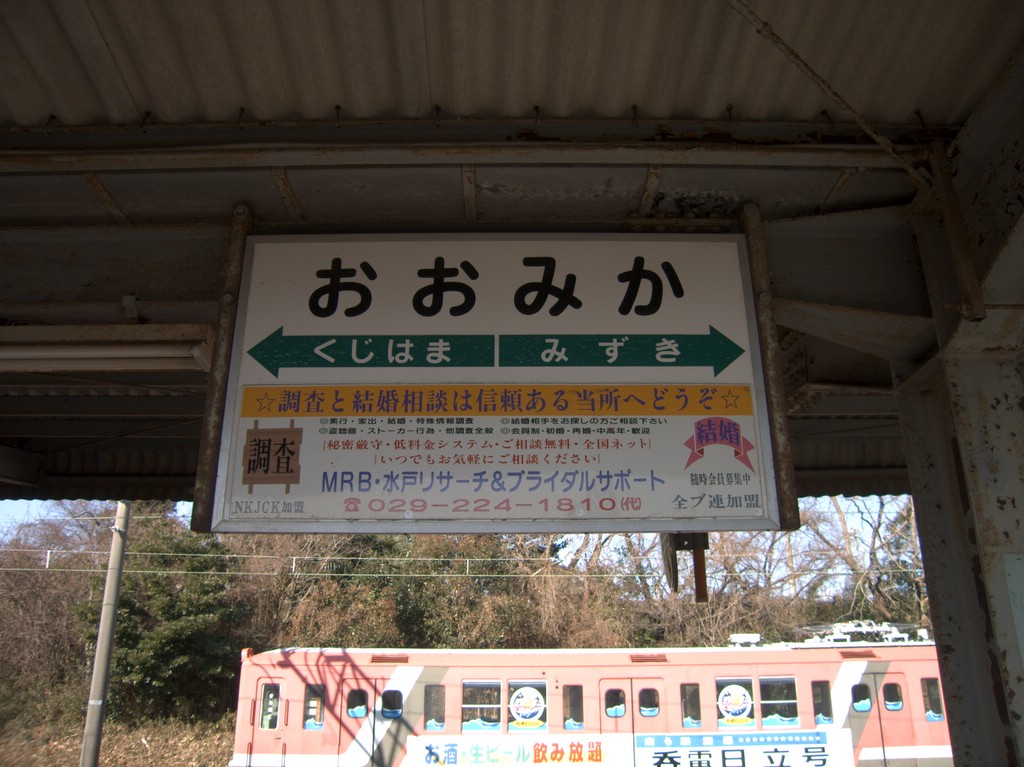 おおみか
くじはま みずき
☆調査と結婚相談は信頼ある当所へどうぞ☆
◎素行・家出・結婚・特殊情報調査 ◎結婚相手をお探しの方ご相談下さい
◎盗聴器・ストーカー行為・他調査全般 ◎会員制・初婚・再婚・中高年・歓迎
調査
|秘密厳守・低料金システム・ご相談無料・全国ネット|
|いつでもお気軽にご相談ください|
結婚
MRB・水戸リサーチ&ブライダルサポート
随時会員募集中
NKJCK加盟
☎029-224-1810(代)
全ブ連加盟
お酒・生ビール飲み放題
呑電日立号